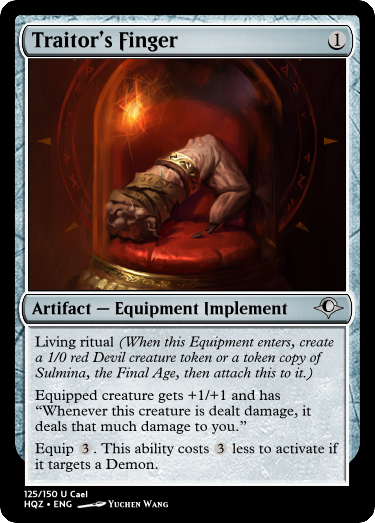 Traitor's Finger 1
Artifact — Equipment Implement
Living ritual (When this Equipment enters, create
a 1/0 red Devil creature token or a token copy of
Sulmina, the Final Age, then attach this to it.)
Equipped creature gets +1/+1 and has
“Whenever this creature is dealt damage, it
deals that much damage to you.”
Equip 3. This ability costs 3 less to activate if
it targets a Demon.
125/150 U Cael
HQZ • ENG Yuchen Wang